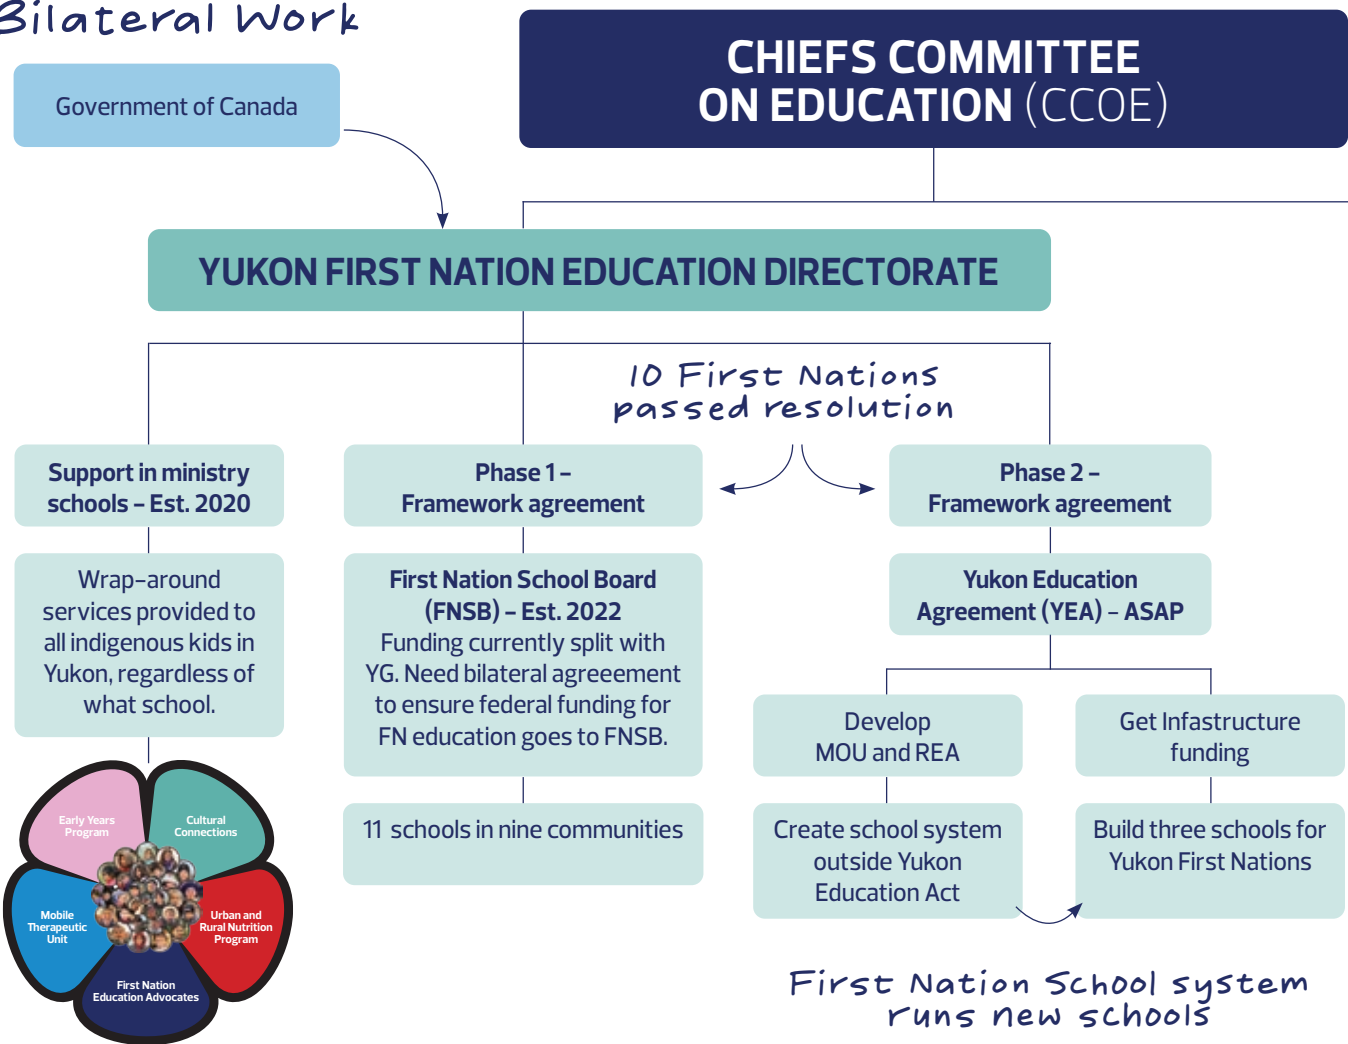 Bilateral Work
Government of Canada
CHIEFS COMMITTEE
ON EDUCATION (CCOE)
YUKON FIRST NATION EDUCATION DIRECTORATE
10 First Nations
passed resolution
Support in ministry
schools – Est. 2020
Wrap-around
services provided to
all indigenous kids in
Yukon, regardless of
what school.
Early Years
Program
Cultural
Connections
Mobile
Therapeutic
Unit
Urban and
Rural Nutrition
Program
First Nation
Education Advocates
Phase 1 –
Framework agreement
First Nation School Board
(FNSB) – Est. 2022
Funding currently split with
YG. Need bilateral agreeement
to ensure federal funding for
FN education goes to FNSB.
11 schools in nine communities
Phase 2 –
Framework agreement
Yukon Education
Agreement (YEA) – ASAP
Develop
MOU and REA
Create school system
outside Yukon
Education Act
Get Infastructure
funding
Build three schools for
Yukon First Nations
First Nation School system
runs new schools